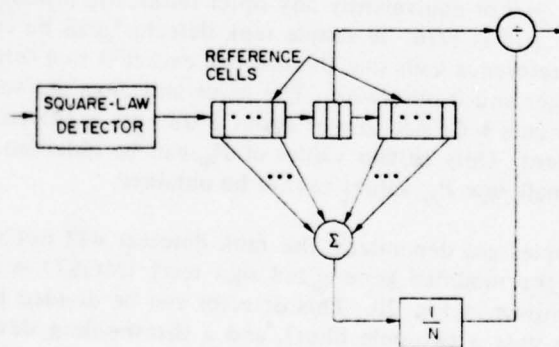 ÷
REFERENCE
CELLS
SQUARE-LAW
DETECTOR
•••
•••
•••
•••
Σ
1
N